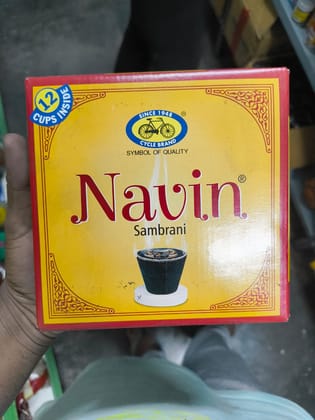 12
CUPS INSIDE
SINCE 1948
®
CYCLE BRAND
SYMBOL OF QUALITY
Navin®
Sambrani